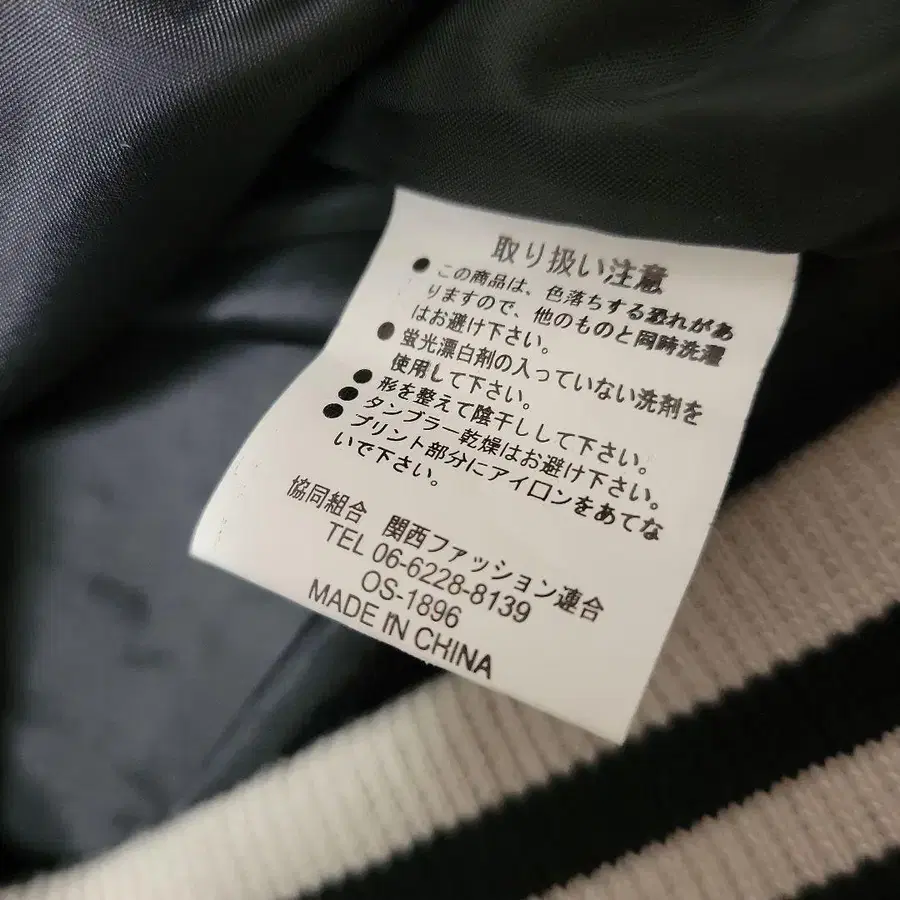 取り扱い注意
●この商品は、色落ちする恐れがあ
りますので、他のものと同時洗濯
はお避け下さい。
●蛍光漂白剤の入っていない洗剤を
使用して下さい。
●形を整えて陰干しして下さい。
●タンブラー乾燥はお避け下さい。
●プリント部分にアイロンをあてな
いで下さい。
協同組合 関西ファッション連合
TEL 06-6228-8139
OS-1896
MADE IN CHINA